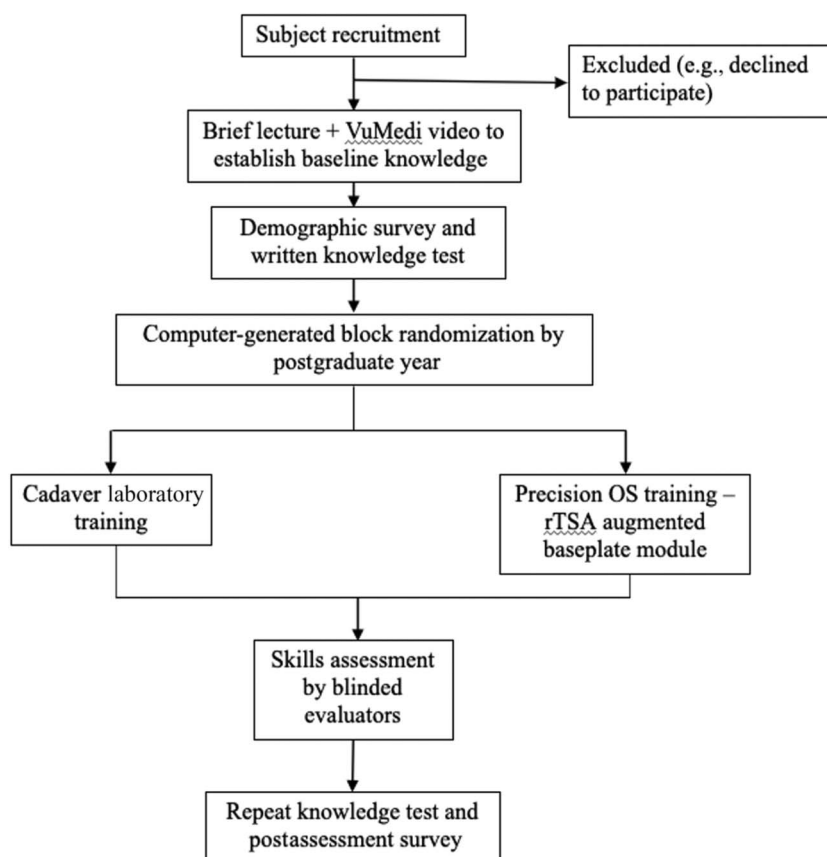 Subject recruitment
Excluded (e.g., declined
to participate)
Brief lecture + VuMedi video to
establish baseline knowledge
Demographic survey and
written knowledge test
Computer-generated block randomization by
postgraduate year
Cadaver laboratory
training
Precision OS training –
rTSA augmented
baseplate module
Skills assessment
by blinded
evaluators
Repeat knowledge test and
postassessment survey